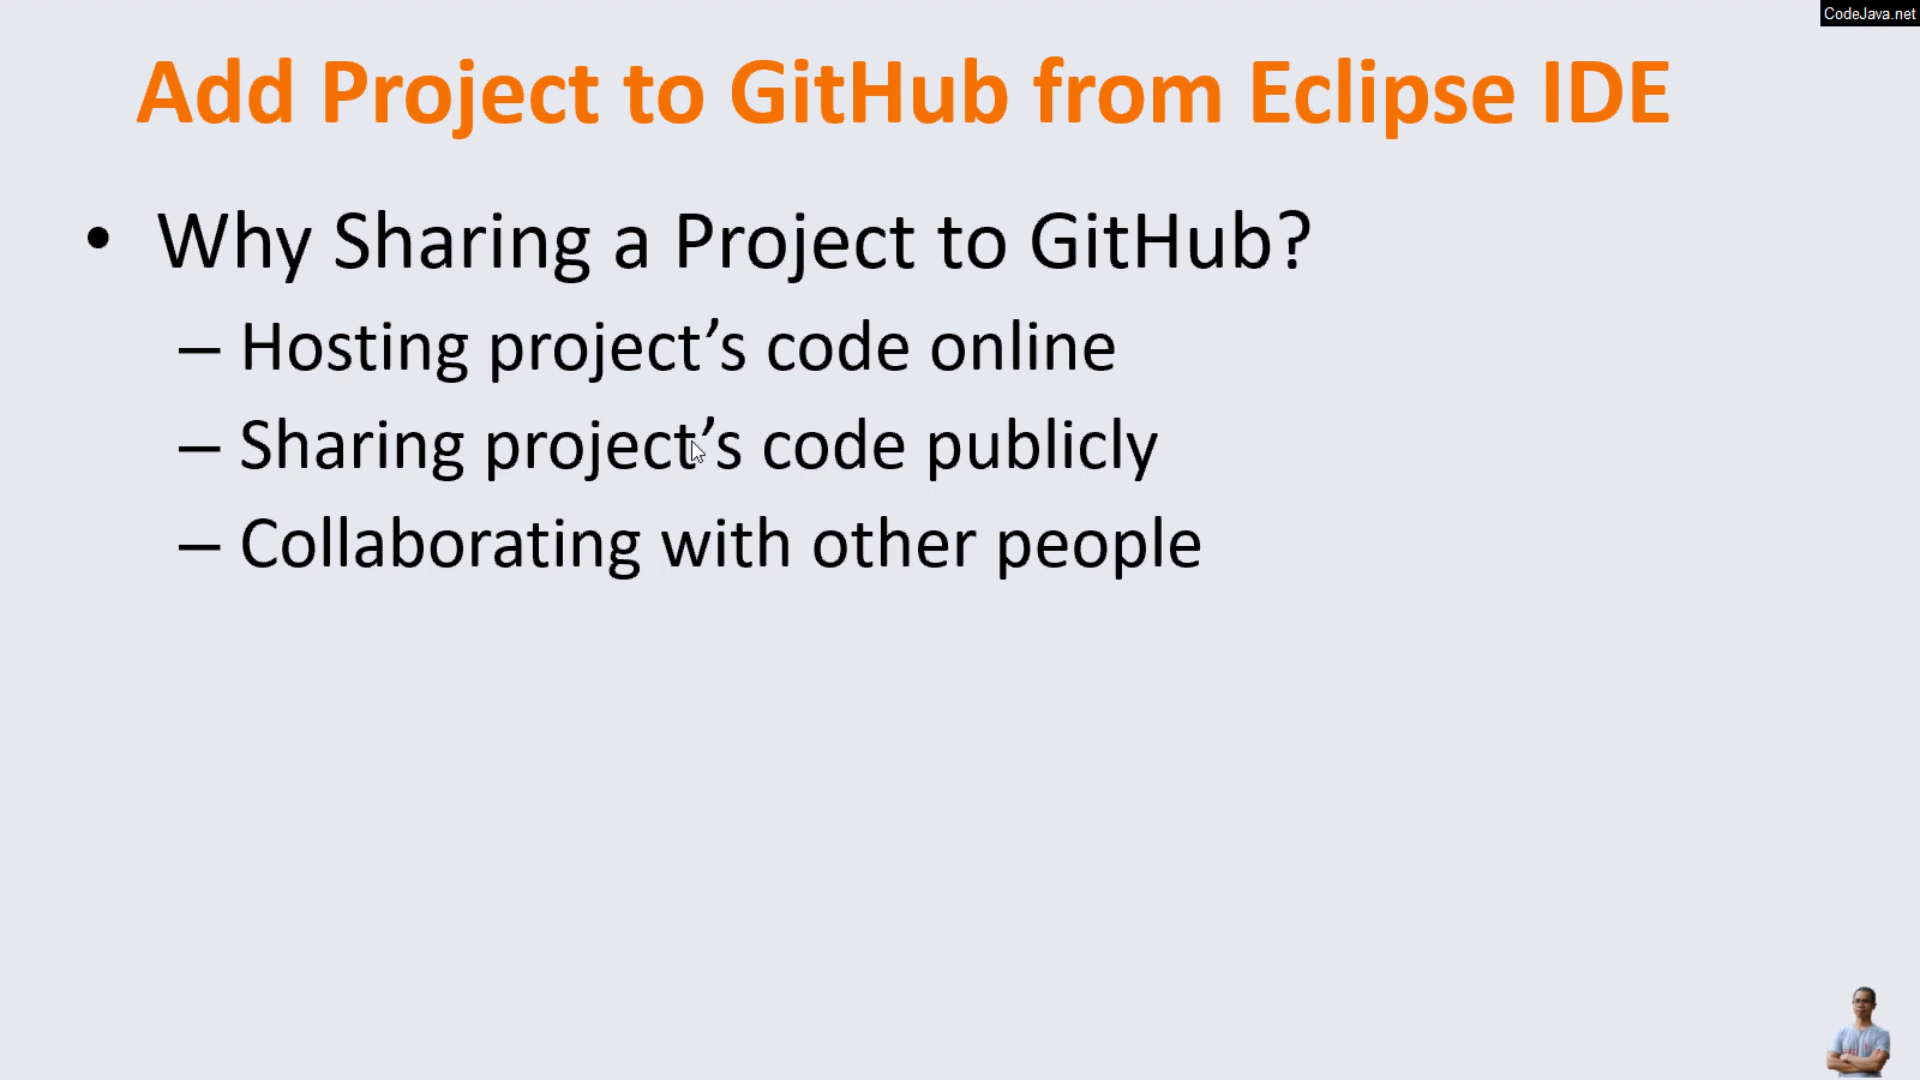 CodeJava.net
Add Project to GitHub from Eclipse IDE
• Why Sharing a Project to GitHub?
– Hosting project’s code online
– Sharing project’s code publicly
– Collaborating with other people